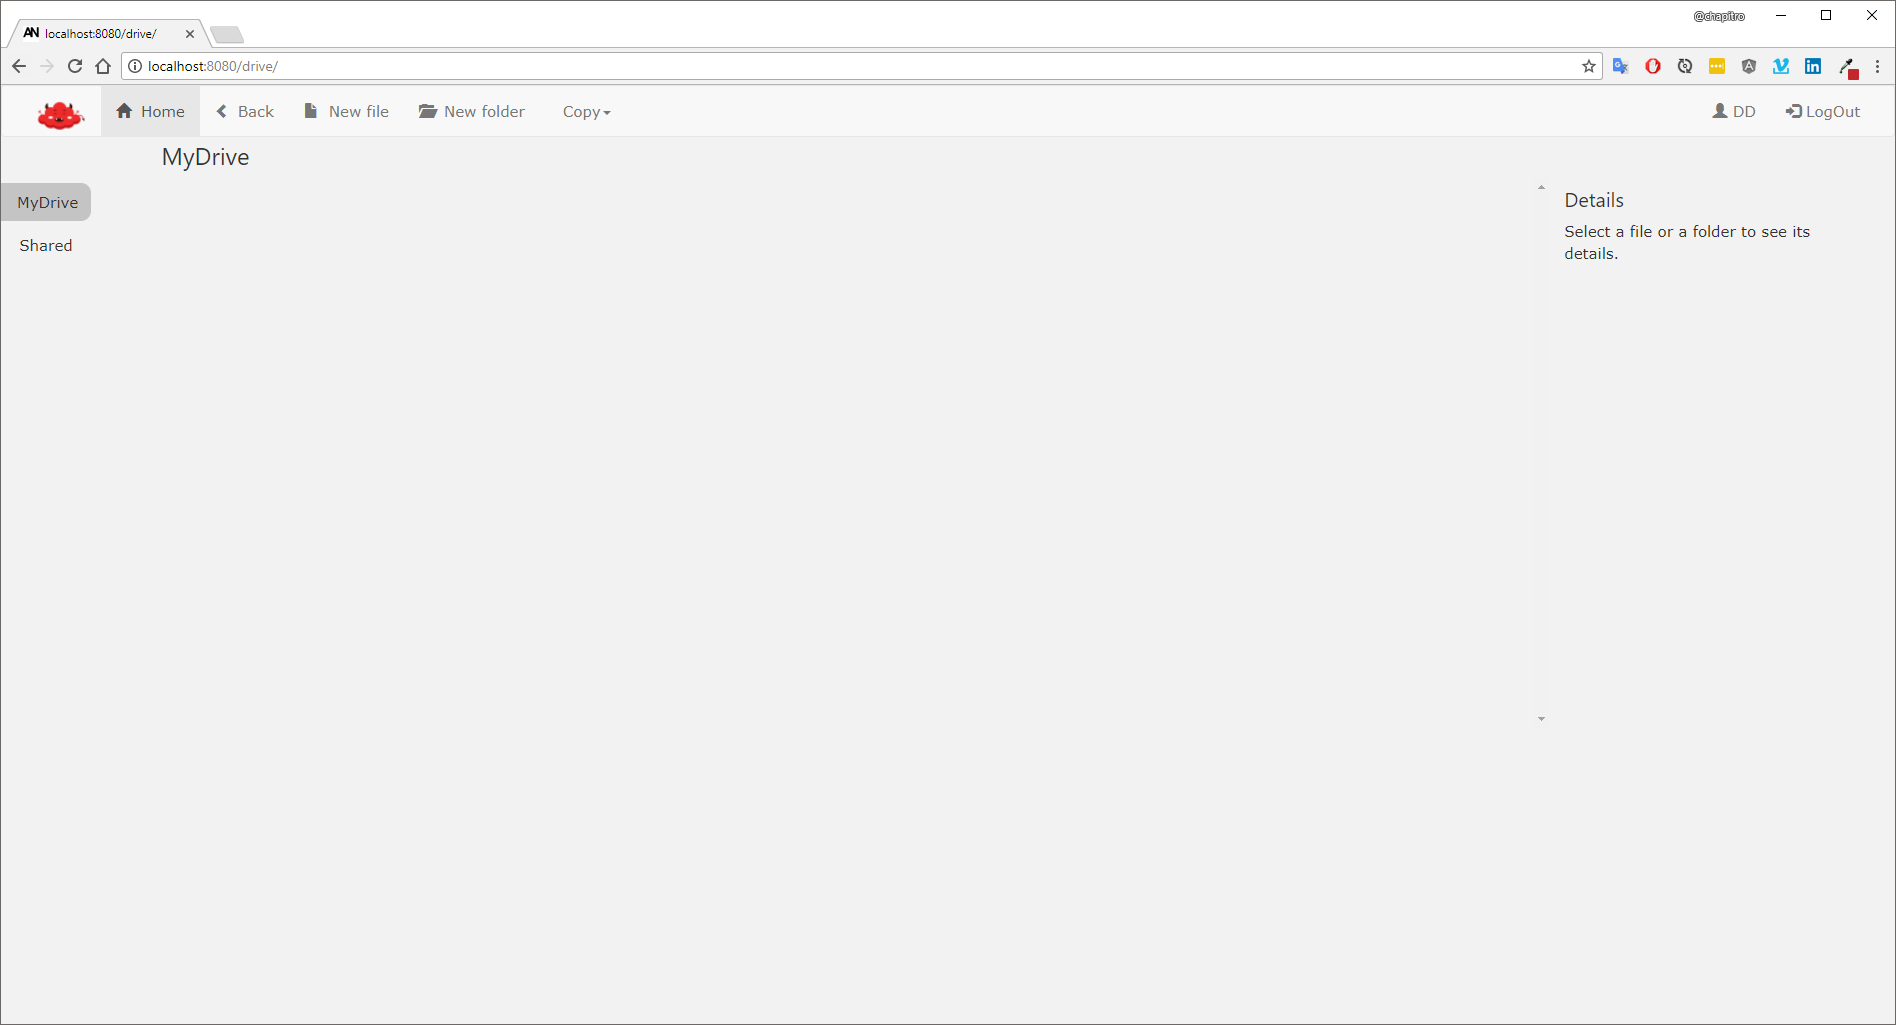 @chapitro
localhost:8080/drive/
localhost:8080/drive/
Home Back New file New folder Copy DD LogOut
MyDrive
MyDrive
Shared
Details
Select a file or a folder to see its
details.